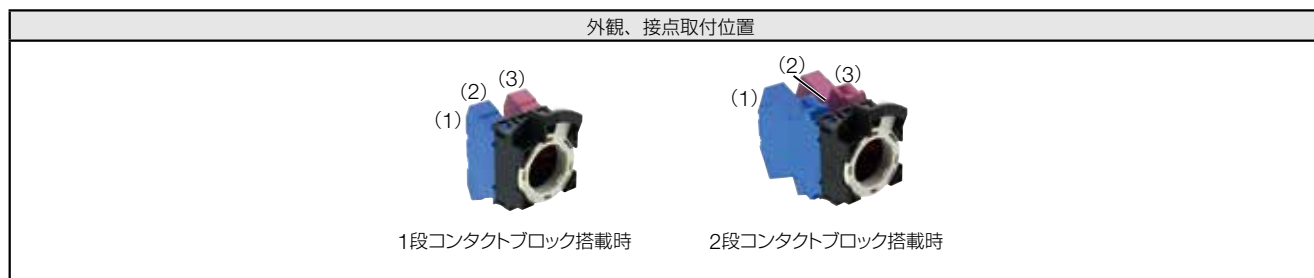 外観、接点取付位置
(1) (2) (3)
(1) (2) (3)
1段コンタクトブロック搭載時
2段コンタクトブロック搭載時